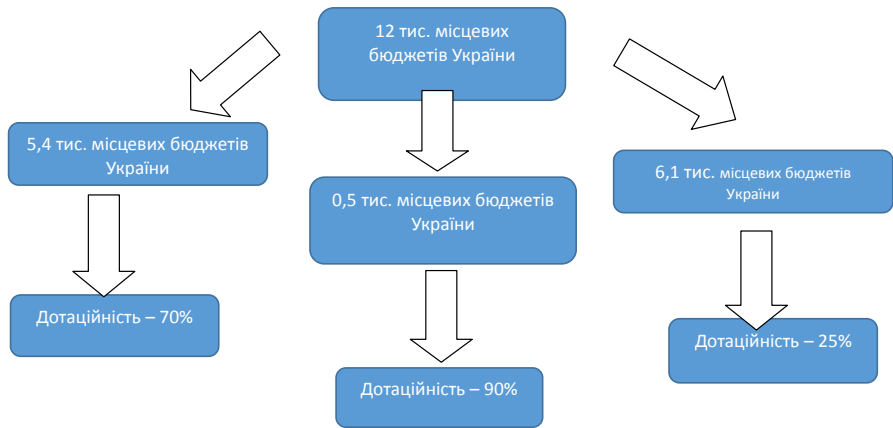 12 тис. місцевих
бюджетів України
5,4 тис. місцевих бюджетів
України
0,5 тис. місцевих бюджетів
України
6,1 тис. місцевих бюджетів
України
Дотаційність – 70%
Дотаційність – 90%
Дотаційність – 25%